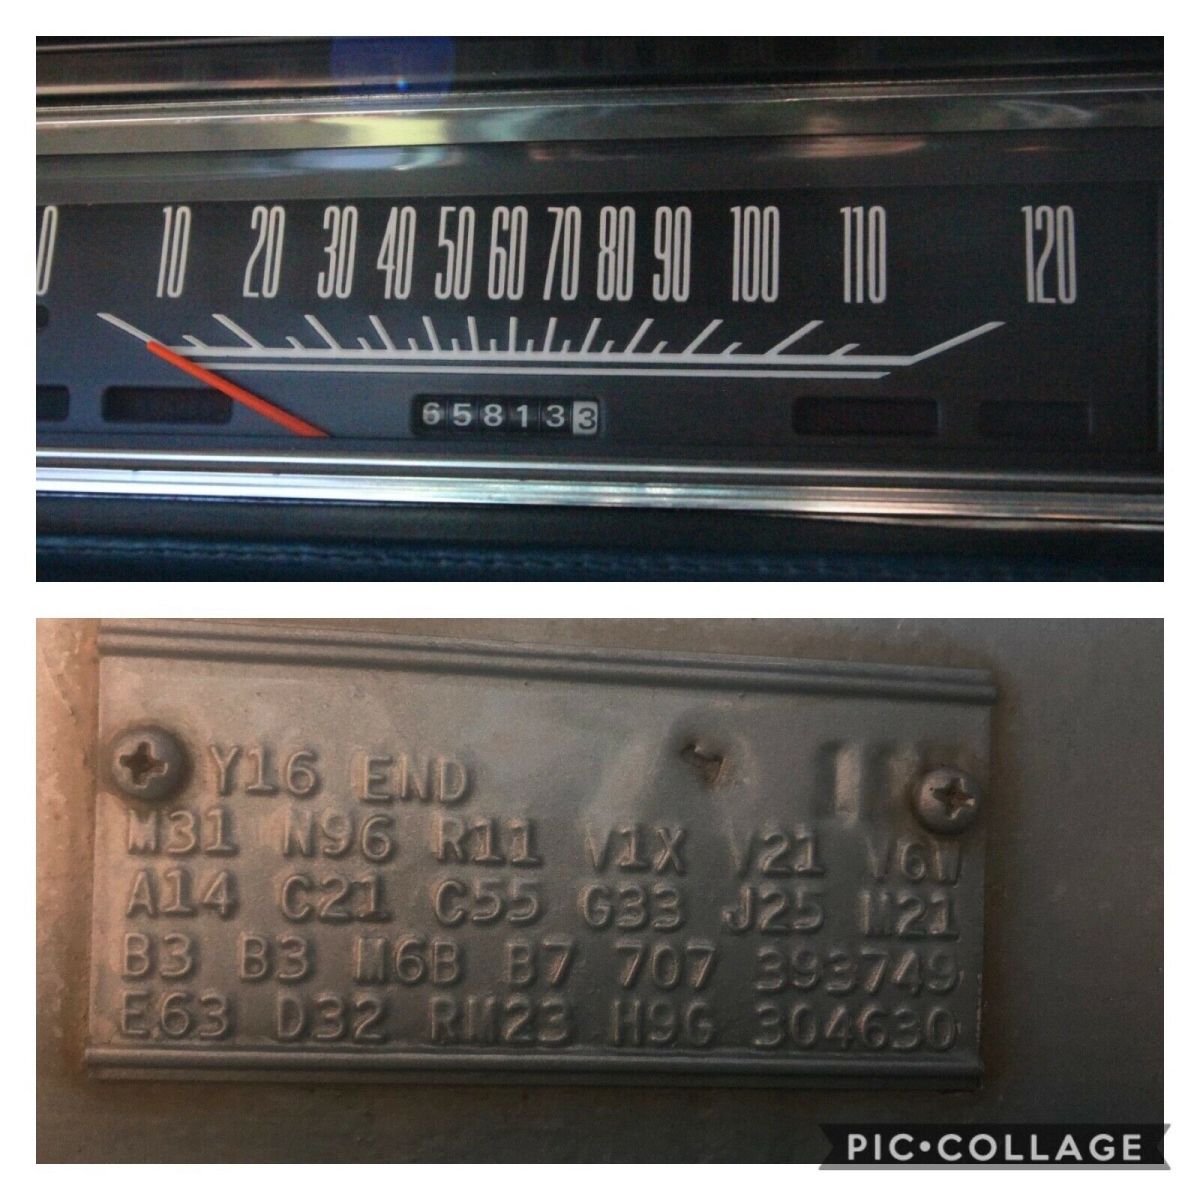 0 10 20 30 40 50 60 70 80 90 100 110 120
658133
Y16 END
M31 N96 R11 V1X V21 V6W
A14 C21 C55 G33 J25 M21
B3 B3 M6B B7 707 393749
E63 D32 RM23 H9G 304630
PIC•COLLAGE